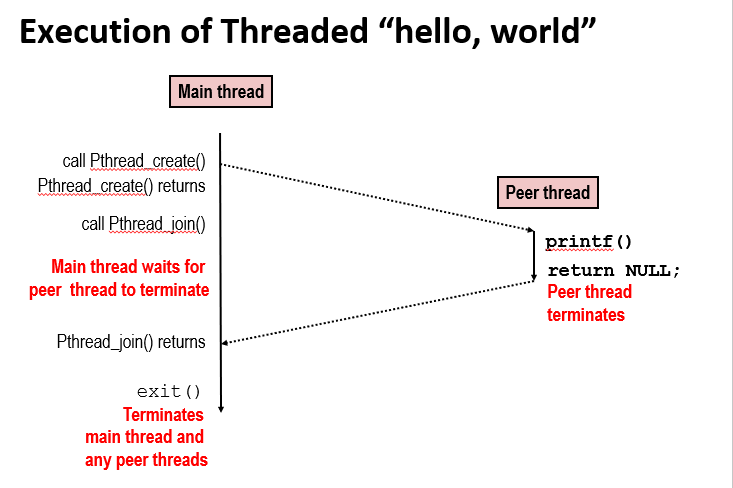 Execution of Threaded “hello, world”
Main thread
call Pthread_create()
Pthread_create() returns
call Pthread_join()
Main thread waits for
peer  thread to terminate
Pthread_join() returns
exit()
Terminates
main thread and
any peer threads
Peer thread
printf()
return NULL;
Peer thread
terminates